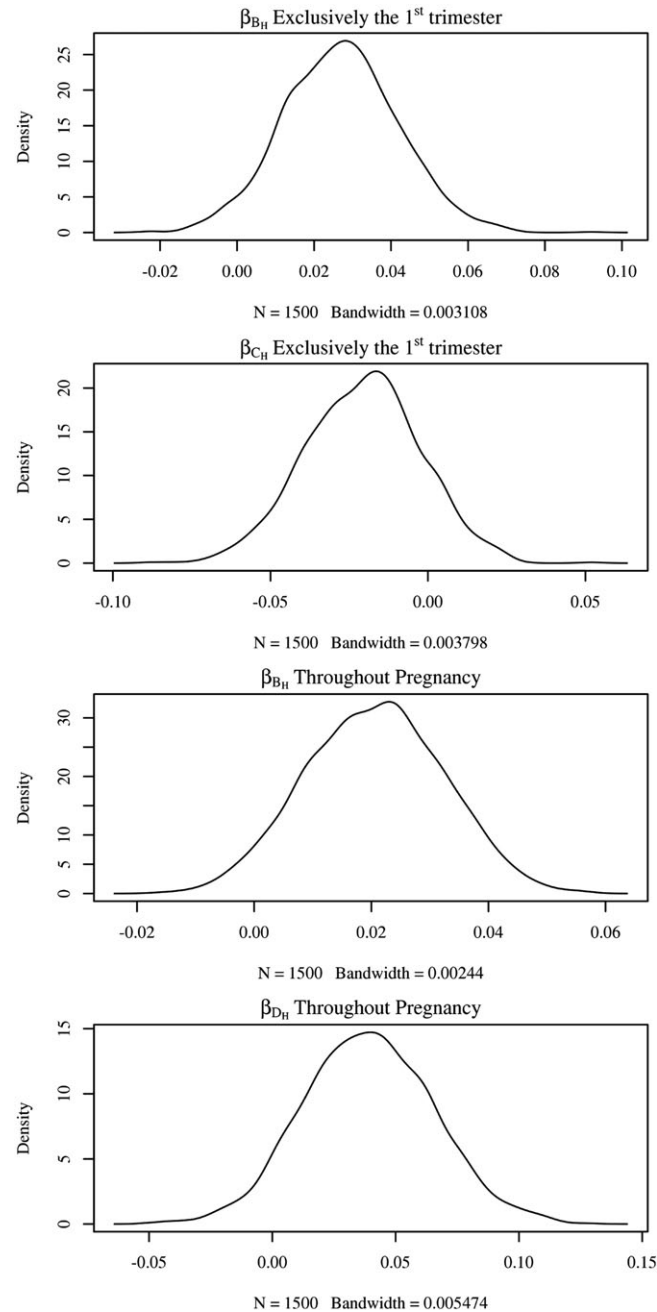 β_B_H Exclusively the 1st trimester
Density
0 5 10 15 20 25
-0.02 0.00 0.02 0.04 0.06 0.08 0.10
N = 1500 Bandwidth = 0.003108
β_C_H Exclusively the 1st trimester
Density
0 5 10 15 20
-0.10 -0.05 0.00 0.05
N = 1500 Bandwidth = 0.003798
β_B_H Throughout Pregnancy
Density
0 5 10 20 30
-0.02 0.00 0.02 0.04 0.06
N = 1500 Bandwidth = 0.00244
β_D_H Throughout Pregnancy
Density
0 5 10 15
-0.05 0.00 0.05 0.10 0.15
N = 1500 Bandwidth = 0.005474